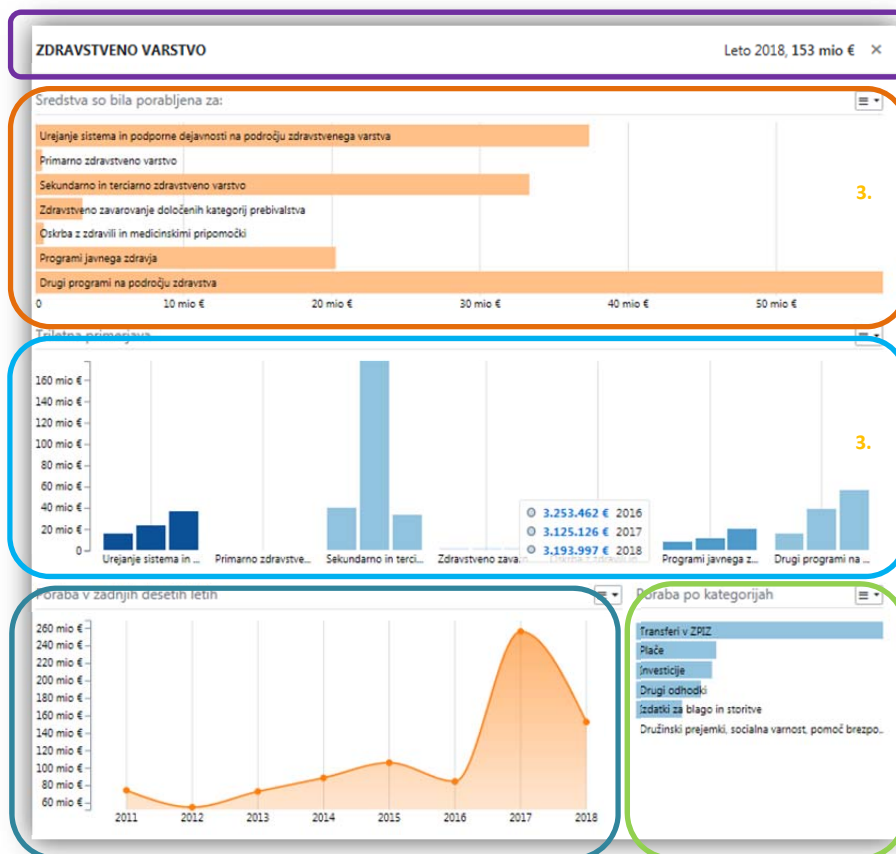 ZDRAVSTVENO VARSTVO
Leto 2018, 153 mio € ×
Sredstva so bila porabljena za:
Urejanje sistema in podporne dejavnosti na področju zdravstvenega varstva
Primarno zdravstveno varstvo
Sekundarno in terciarno zdravstveno varstvo
3.
Zdravstveno zavarovanje določenih kategorij prebivalstva
Oskrba z zdravili in medicinskimi pripomočki
Programi javnega zdravja
Drugi programi na področju zdravstva
0 10 mio € 20 mio € 30 mio € 40 mio € 50 mio €
Triletna primerjava
160 mio €
140 mio €
120 mio €
100 mio €
80 mio €
60 mio €
40 mio €
20 mio €
0
3.
3.253.462 € 2016
3.125.126 € 2017
3.193.997 € 2018
Urejanje sistema in ... Primarno zdravstve... Sekundarno in terci... Zdravstveno zava... Programi javnega z... Drugi programi na ...
Poraba v zadnjih desetih letih
260 mio €
240 mio €
220 mio €
200 mio €
180 mio €
160 mio €
140 mio €
120 mio €
100 mio €
80 mio €
60 mio €
2011 2012 2013 2014 2015 2016 2017 2018
Poraba po kategorijah
Transferi v ZPIZ
Plače
Investicije
Drugi odhodki
Izdatki za blago in storitve
Družinski prejemki, socialna varnost, pomoč brezpo...